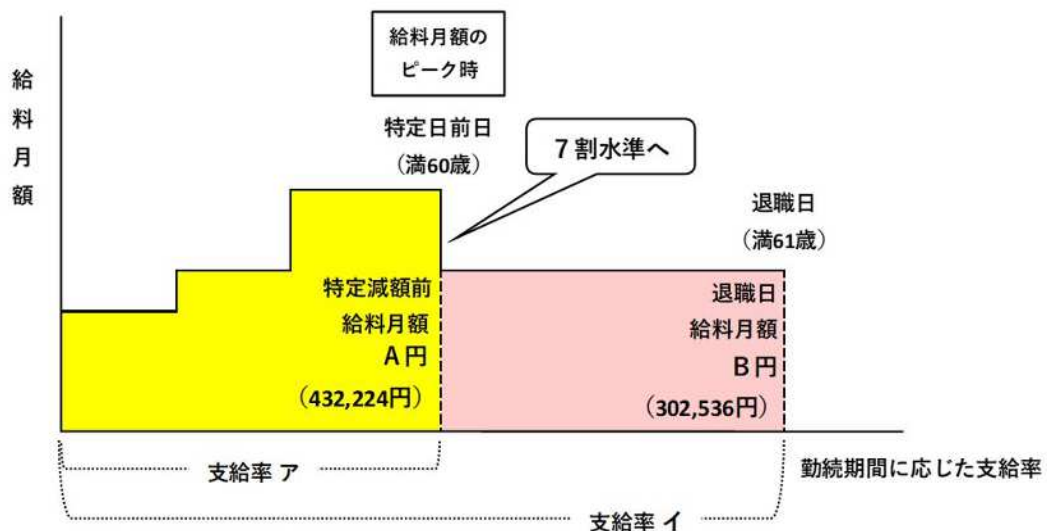 給料月額の
ピーク時
給料月額
特定日前日
（満60歳）
７割水準へ
退職日
（満61歳）
特定減額前
給料月額
Ａ円
（432,224円）
退職日
給料月額
Ｂ円
（302,536円）
支給率 ア
勤続期間に応じた支給率
支給率 イ